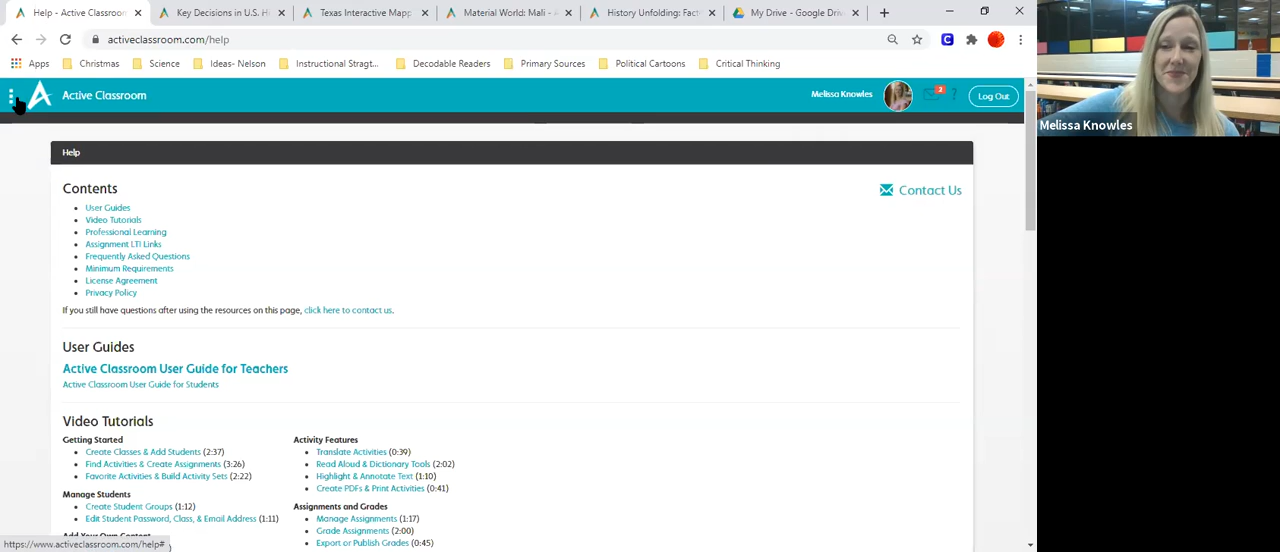 Help - Active Classroom
Key Decisions in U.S. Hi
Texas Interactive Mapp
Material World: Mali - A
History Unfolding: Fact
My Drive - Google Driv
activeclassroom.com/help
Apps
Christmas
Science
Ideas- Nelson
Instructional Stragt...
Decodable Readers
Primary Sources
Political Cartoons
Critical Thinking
Active Classroom
Melissa Knowles
3
?
Log Out
Melissa Knowles
Help
Contents
Contact Us
User Guides
Video Tutorials
Professional Learning
Assignment LTI Links
Frequently Asked Questions
Minimum Requirements
License Agreement
Privacy Policy
If you still have questions after using the resources on this page, click here to contact us.
User Guides
Active Classroom User Guide for Teachers
Active Classroom User Guide for Students
Video Tutorials
Getting Started
Create Classes & Add Students (2:37)
Find Activities & Create Assignments (3:26)
Favorite Activities & Build Activity Sets (2:22)
Manage Students
Create Student Groups (1:12)
Edit Student Password, Class, & Email Address (1:11)
Activity Features
Translate Activities (0:39)
Read Aloud & Dictionary Tools (2:02)
Highlight & Annotate Text (1:10)
Create PDFs & Print Activities (0:41)
Assignments and Grades
Manage Assignments (1:17)
Grade Assignments (2:00)
Export or Publish Grades (0:45)
https://www.activeclassroom.com/help#